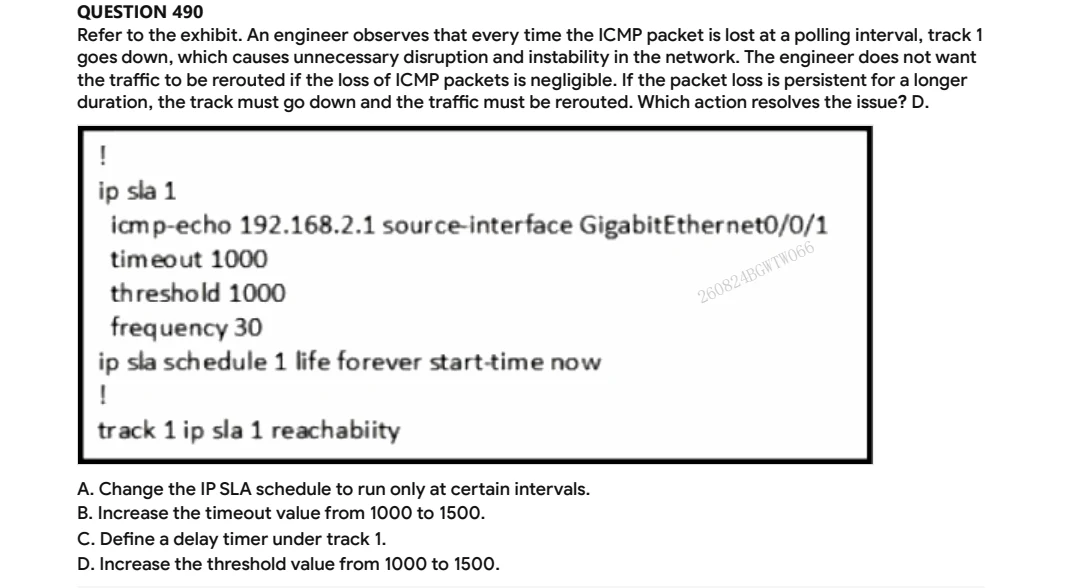 QUESTION 490
Refer to the exhibit. An engineer observes that every time the ICMP packet is lost at a polling interval, track 1
goes down, which causes unnecessary disruption and instability in the network. The engineer does not want
the traffic to be rerouted if the loss of ICMP packets is negligible. If the packet loss is persistent for a longer
duration, the track must go down and the traffic must be rerouted. Which action resolves the issue? D.
!
ip sla 1
icmp-echo 192.168.2.1 source-interface GigabitEthernet0/0/1
timeout 1000
threshold 1000
frequency 30
ip sla schedule 1 life forever start-time now
!
track 1 ip sla 1 reachabiity
260824BGWTW066
A. Change the IP SLA schedule to run only at certain intervals.
B. Increase the timeout value from 1000 to 1500.
C. Define a delay timer under track 1.
D. Increase the threshold value from 1000 to 1500.